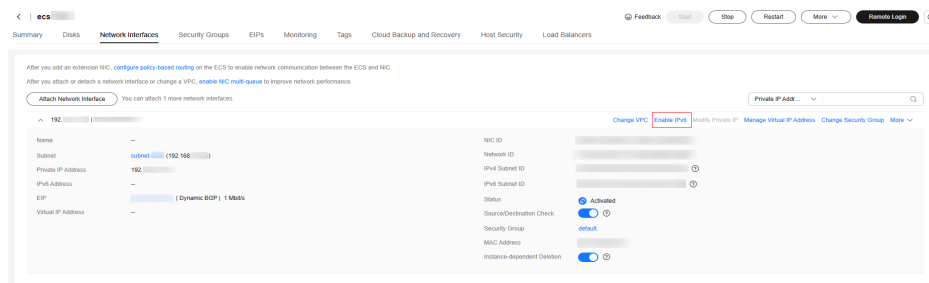 ecs
Feedback Start Stop Restart More Remote Login
Summary Disks Network Interfaces Security Groups EIPs Monitoring Tags Cloud Backup and Recovery Host Security Load Balancers
After you add an extension NIC, configure policy-based routing on the ECS to enable network communication between the ECS and NIC.
After you attach or detach a network interface or change a VPC, enable NIC multi-queue to improve network performance.
Attach Network Interface You can attach 1 more network interfaces. Private IP Addr...
192. | Change VPC Enable IPv6 Modify Private IP Manage Virtual IP Address Change Security Group More
Name -- NIC ID
Subnet subnet- (192.168 ) Network ID
Private IP Address 192. IPv4 Subnet ID
IPv6 Address -- IPv6 Subnet ID
EIP | Dynamic BGP | 1 Mbit/s Status Activated
Virtual IP Address -- Source/Destination Check
Security Group default
MAC Address
Instance-dependent Deletion